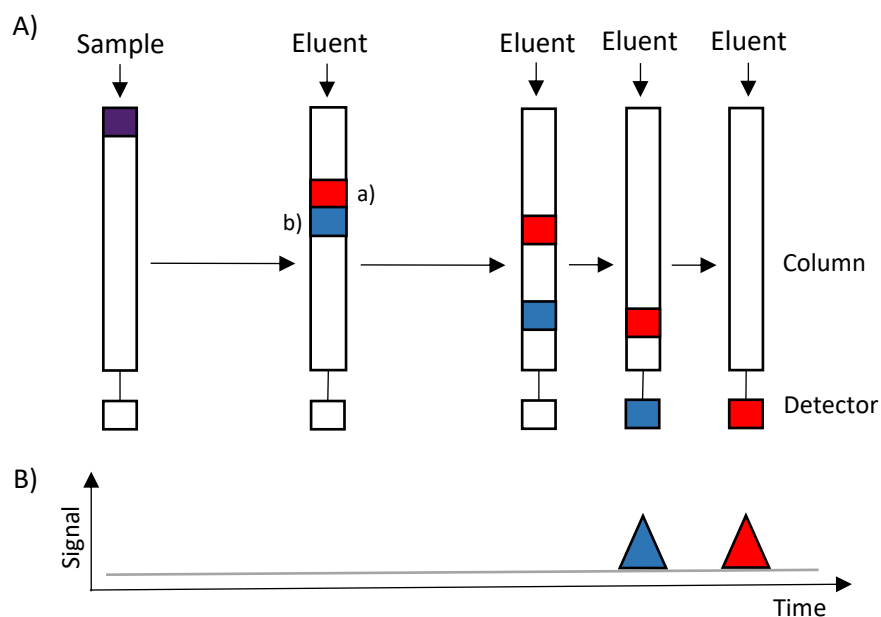 A)
Sample Eluent Eluent Eluent Eluent
a)
b)
Column
Detector
B)
Signal
Time